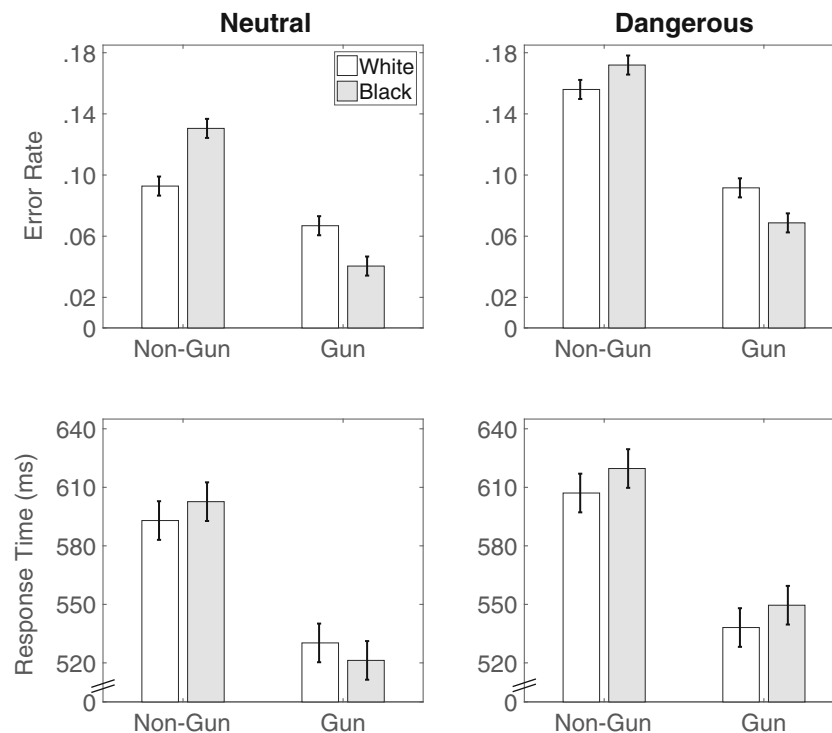 Neutral
Dangerous
Error Rate
.18
.14
.10
.06
.02
0
White
Black
Non-Gun
Gun
.18
.14
.10
.06
.02
0
Non-Gun
Gun
Response Time (ms)
640
610
580
550
520
0
Non-Gun
Gun
640
610
580
550
520
0
Non-Gun
Gun